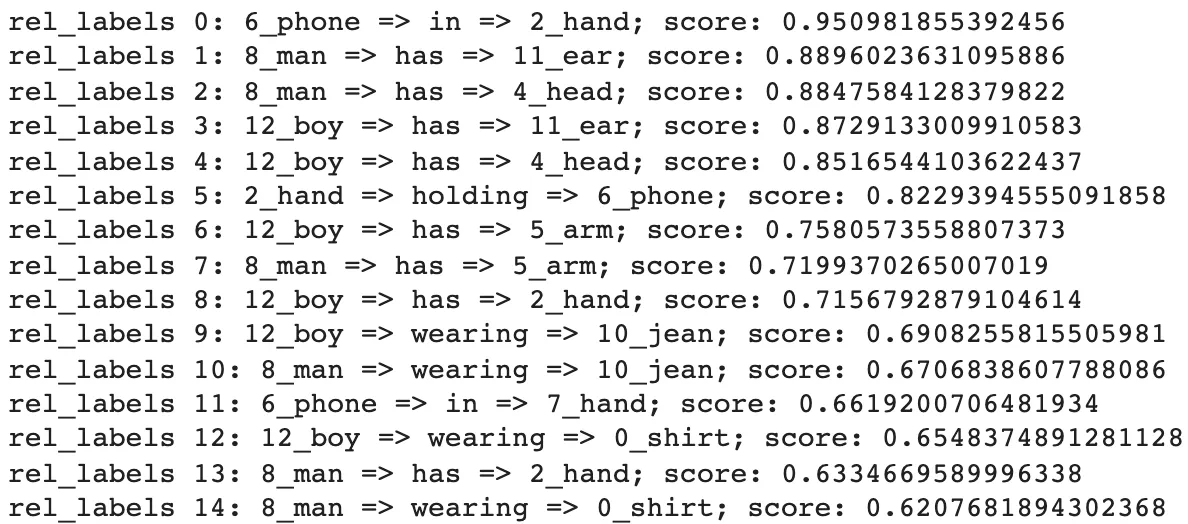 rel_labels 0: 6_phone => in => 2_hand; score: 0.950981855392456
rel_labels 1: 8_man => has => 11_ear; score: 0.8896023631095886
rel_labels 2: 8_man => has => 4_head; score: 0.8847584128379822
rel_labels 3: 12_boy => has => 11_ear; score: 0.8729133009910583
rel_labels 4: 12_boy => has => 4_head; score: 0.8516544103622437
rel_labels 5: 2_hand => holding => 6_phone; score: 0.8229394555091858
rel_labels 6: 12_boy => has => 5_arm; score: 0.7580573558807373
rel_labels 7: 8_man => has => 5_arm; score: 0.7199370265007019
rel_labels 8: 12_boy => has => 2_hand; score: 0.7156792879104614
rel_labels 9: 12_boy => wearing => 10_jean; score: 0.6908255815505981
rel_labels 10: 8_man => wearing => 10_jean; score: 0.6706838607788086
rel_labels 11: 6_phone => in => 7_hand; score: 0.6619200706481934
rel_labels 12: 12_boy => wearing => 0_shirt; score: 0.6548374891281128
rel_labels 13: 8_man => has => 2_hand; score: 0.6334669589996338
rel_labels 14: 8_man => wearing => 0_shirt; score: 0.6207681894302368